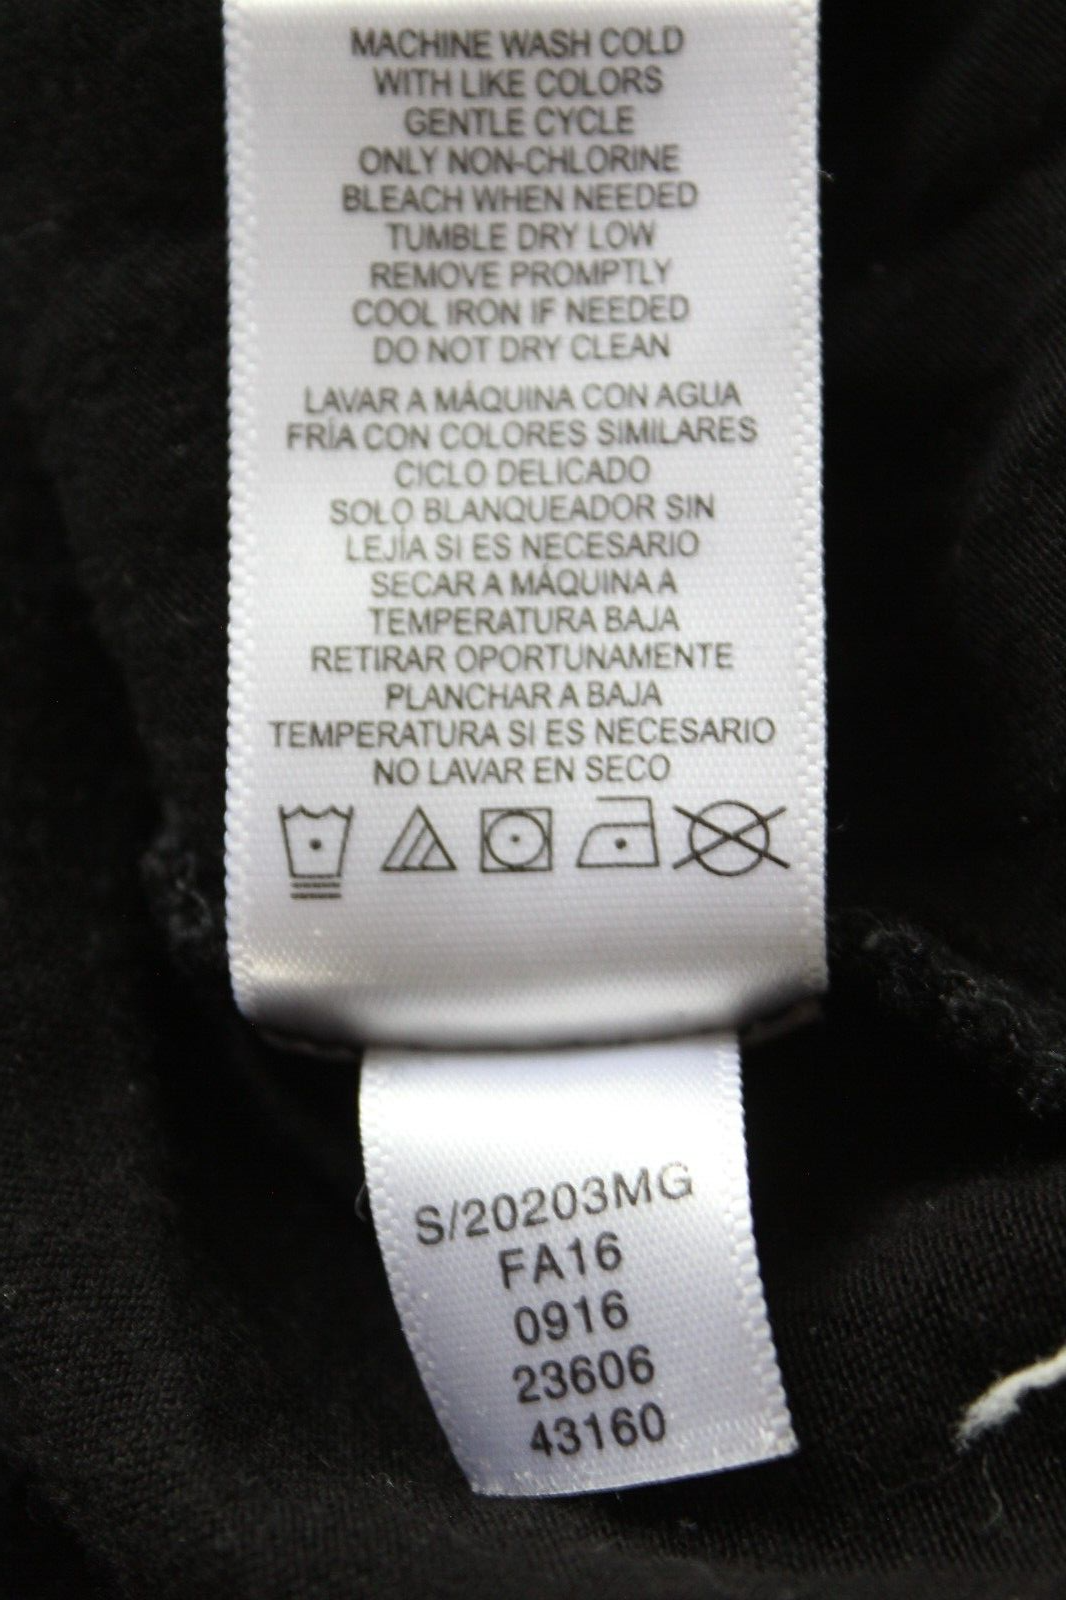 MACHINE WASH COLD
WITH LIKE COLORS
GENTLE CYCLE
ONLY NON-CHLORINE
BLEACH WHEN NEEDED
TUMBLE DRY LOW
REMOVE PROMPTLY
COOL IRON IF NEEDED
DO NOT DRY CLEAN
LAVAR A MÁQUINA CON AGUA
FRÍA CON COLORES SIMILARES
CICLO DELICADO
SOLO BLANQUEADOR SIN
LEJÍA SI ES NECESARIO
SECAR A MÁQUINA A
TEMPERATURA BAJA
RETIRAR OPORTUNAMENTE
PLANCHAR A BAJA
TEMPERATURA SI ES NECESARIO
NO LAVAR EN SECO
S/20203MG
FA16
0916
23606
43160